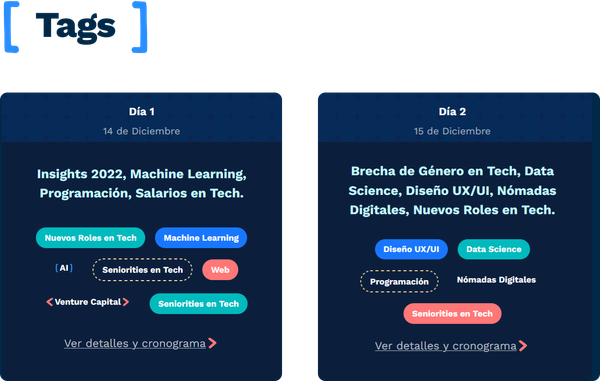 [ Tags ]
Día 1
14 de Diciembre
Insights 2022, Machine Learning,
Programación, Salarios en Tech.
Nuevos Roles en Tech
Machine Learning
[AI]
Seniorities en Tech
Web
<Venture Capital>
Seniorities en Tech
Ver detalles y cronograma >
Día 2
15 de Diciembre
Brecha de Género en Tech, Data
Science, Diseño UX/UI, Nómadas
Digitales, Nuevos Roles en Tech.
Diseño UX/UI
Data Science
Programación
Nómadas Digitales
Seniorities en Tech
Ver detalles y cronograma >